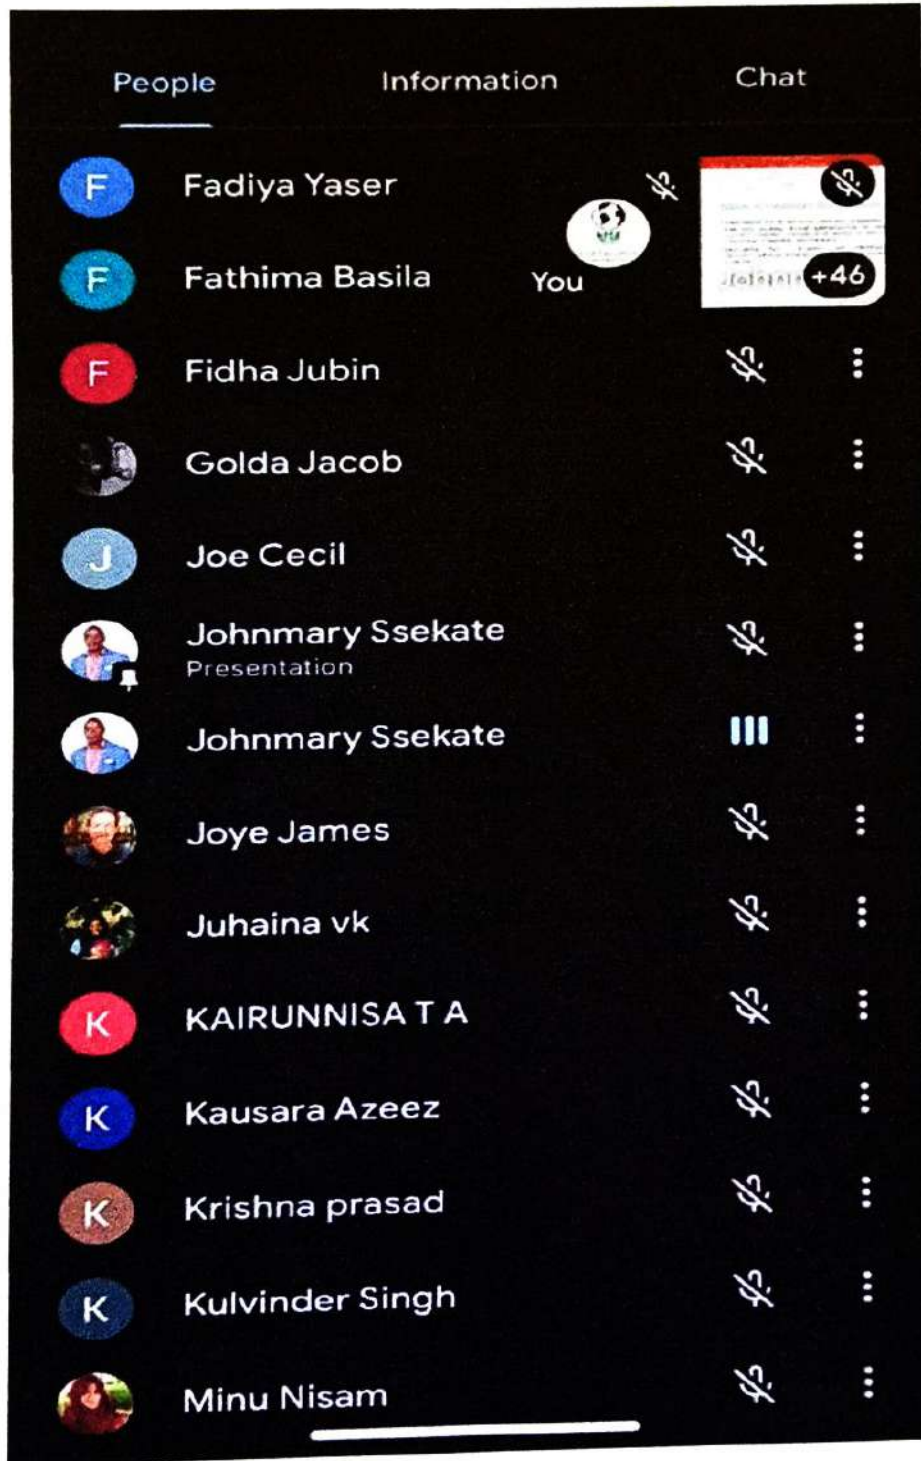 People Information Chat
F Fadiya Yaser
F Fathima Basila
You
+46
F Fidha Jubin
Golda Jacob
J Joe Cecil
Johnmary Ssekate
Presentation
Johnmary Ssekate
Joye James
Juhaina vk
K KAIRUNNISA T A
K Kausara Azeez
K Krishna prasad
K Kulvinder Singh
Minu Nisam